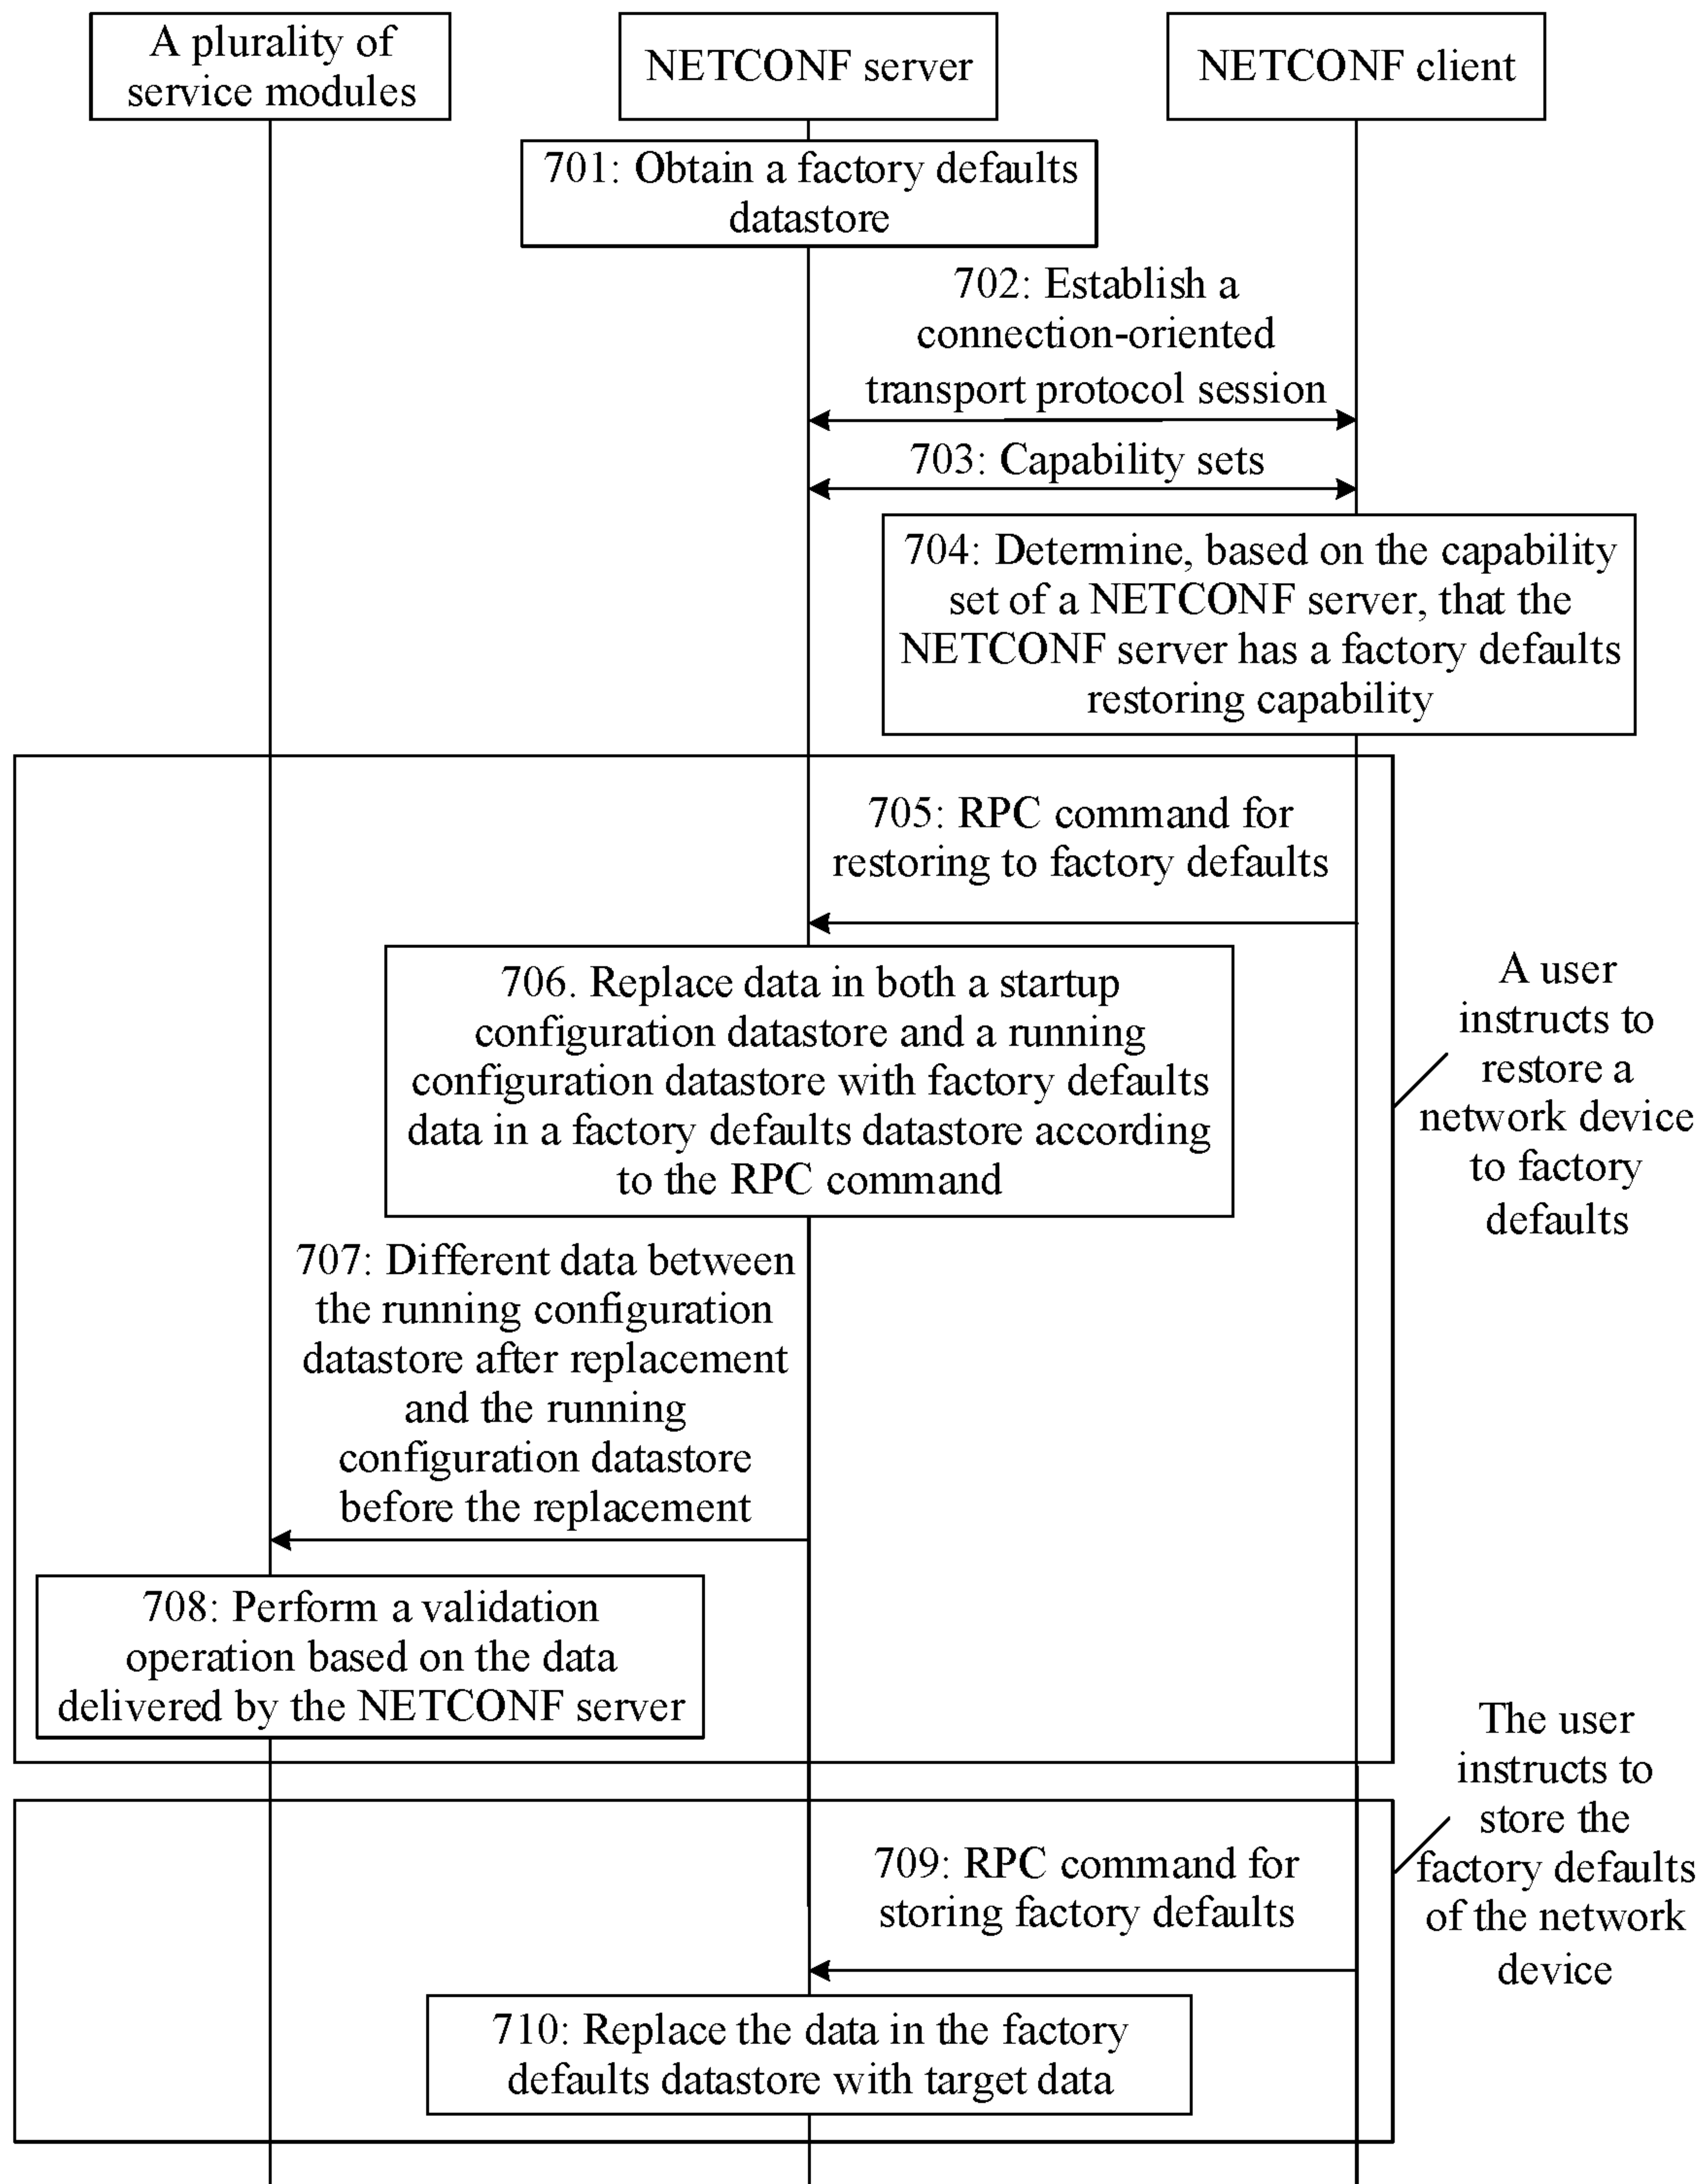 A plurality of
service modules
NETCONF server
NETCONF client
701: Obtain a factory defaults
datastore
702: Establish a
connection-oriented
transport protocol session
703: Capability sets
704: Determine, based on the capability
set of a NETCONF server, that the
NETCONF server has a factory defaults
restoring capability
705: RPC command for
restoring to factory defaults
706. Replace data in both a startup
configuration datastore and a running
configuration datastore with factory defaults
data in a factory defaults datastore according
to the RPC command
A user
instructs to
restore a
network device
to factory
defaults
707: Different data between
the running configuration
datastore after replacement
and the running
configuration datastore
before the replacement
708: Perform a validation
operation based on the data
delivered by the NETCONF server
The user
instructs to
store the
factory defaults
of the network
device
709: RPC command for
storing factory defaults
710: Replace the data in the factory
defaults datastore with target data